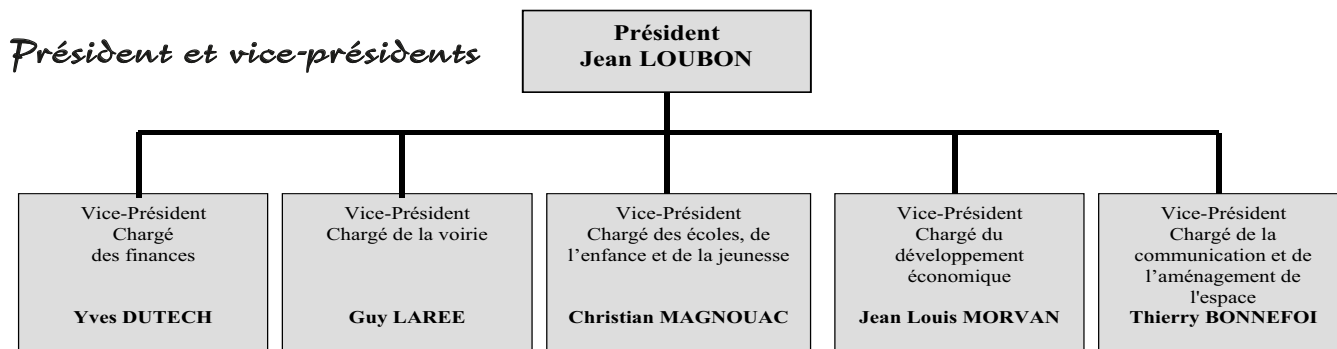 Président et vice-présidents
Président
Jean LOUBON
Vice-Président
Chargé
des finances
Yves DUTECH
Vice-Président
Chargé de la voirie
Guy LAREE
Vice-Président
Chargé des écoles, de
l’enfance et de la jeunesse
Christian MAGNOUAC
Vice-Président
Chargé du
développement
économique
Jean Louis MORVAN
Vice-Président
Chargé de la
communication et de
l’aménagement de
l'espace
Thierry BONNEFOI